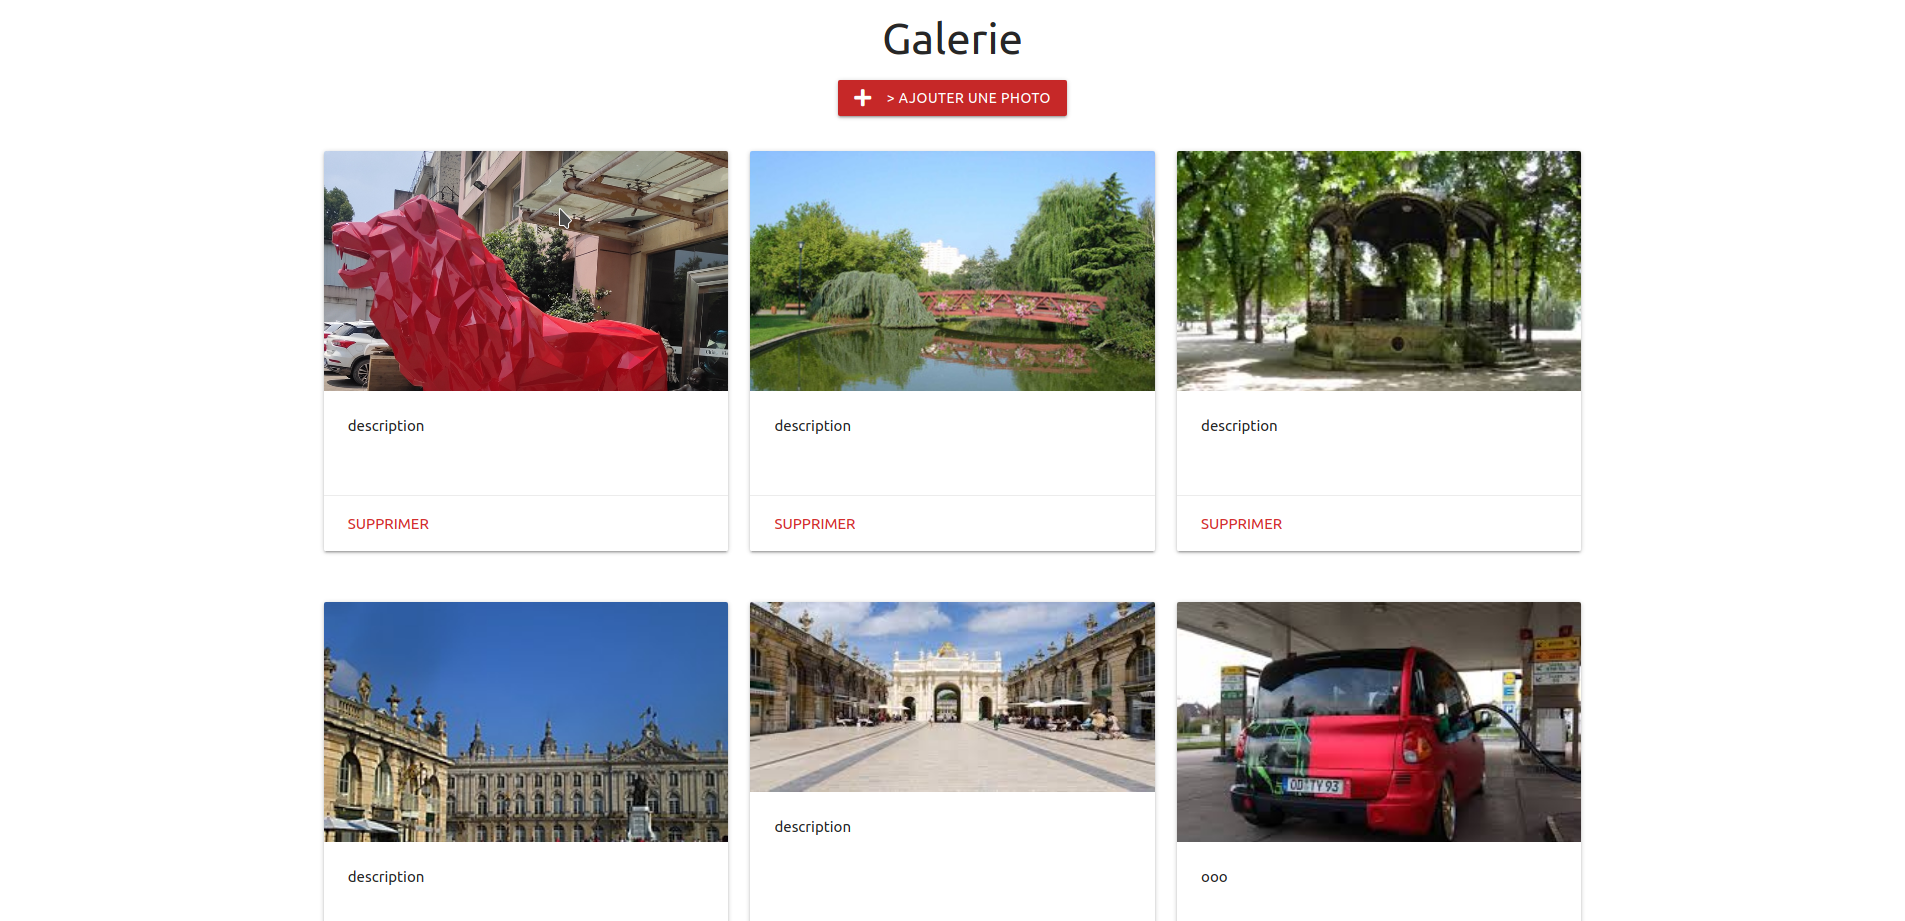 Galerie
> AJOUTER UNE PHOTO
description
description
description
SUPPRIMER
SUPPRIMER
SUPPRIMER
OD TY 93
description
description
ooo